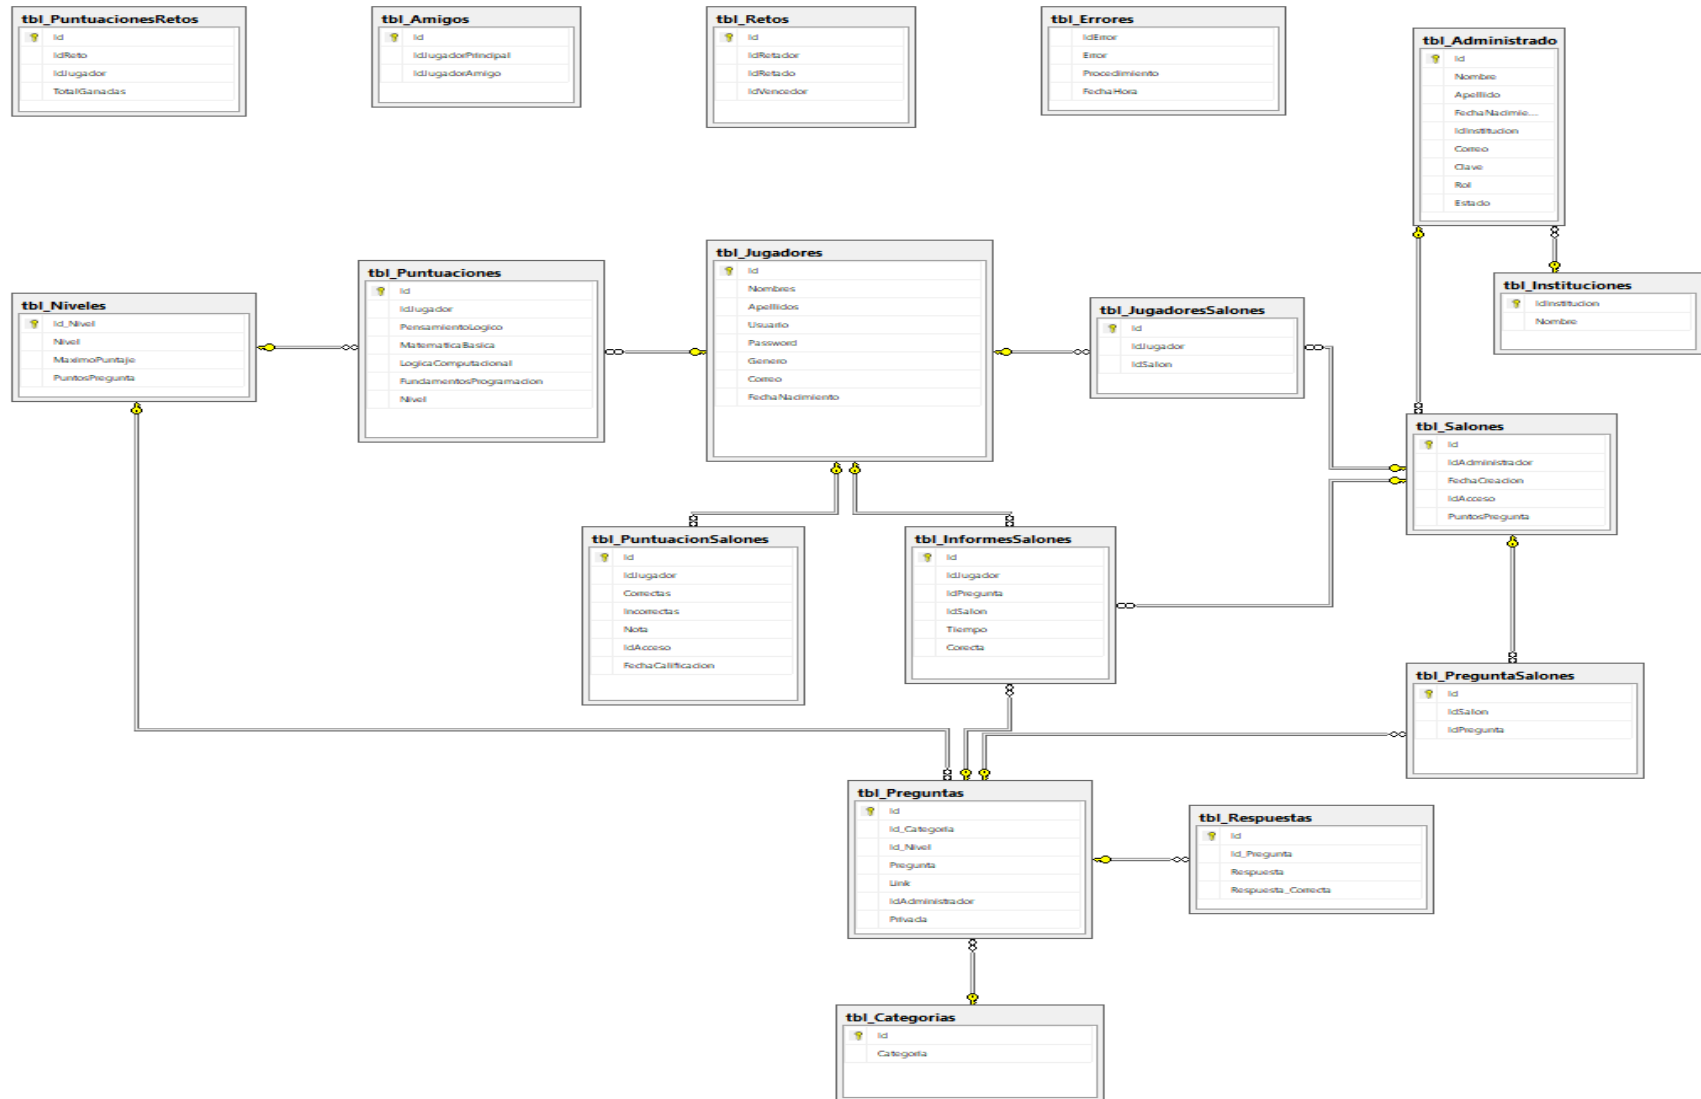 tbl_PuntuacionesRetos
Id
IdReto
IdJugador
TotalGanadas
tbl_Amigos
Id
IdJugadorPrincipal
IdJugadorAmigo
tbl_Retos
Id
IdRetador
IdRetado
IdVencedor
tbl_Errores
IdError
Error
Procedimiento
FechaHora
tbl_Administrado
Id
Nombre
Apellido
FechaNacimie...
IdInstitucion
Correo
Clave
Rol
Estado
tbl_Instituciones
IdInstitucion
Nombre
tbl_Niveles
Id_Nivel
Nivel
MaximoPuntaje
PuntosPregunta
tbl_Puntuaciones
Id
IdJugador
PensamientoLogico
MatematicaBasica
LogicaComputacional
FundamentosProgramacion
Nivel
tbl_Jugadores
Id
Nombres
Apellidos
Usuario
Password
Genero
Correo
FechaNacimiento
tbl_JugadoresSalones
Id
IdJugador
IdSalon
tbl_Salones
Id
IdAdministrador
FechaCreacion
IdAcceso
PuntosPregunta
tbl_PuntuacionSalones
Id
IdJugador
Correctas
Incorrectas
Nota
IdAcceso
FechaCalificacion
tbl_InformesSalones
Id
IdJugador
IdPregunta
IdSalon
Tiempo
Corecta
tbl_PreguntaSalones
Id
IdSalon
IdPregunta
tbl_Preguntas
Id
Id_Categoria
Id_Nivel
Pregunta
Link
IdAdministrador
Privada
tbl_Respuestas
Id
Id_Pregunta
Respuesta
Respuesta_Correcta
tbl_Categorias
Id
Categoria